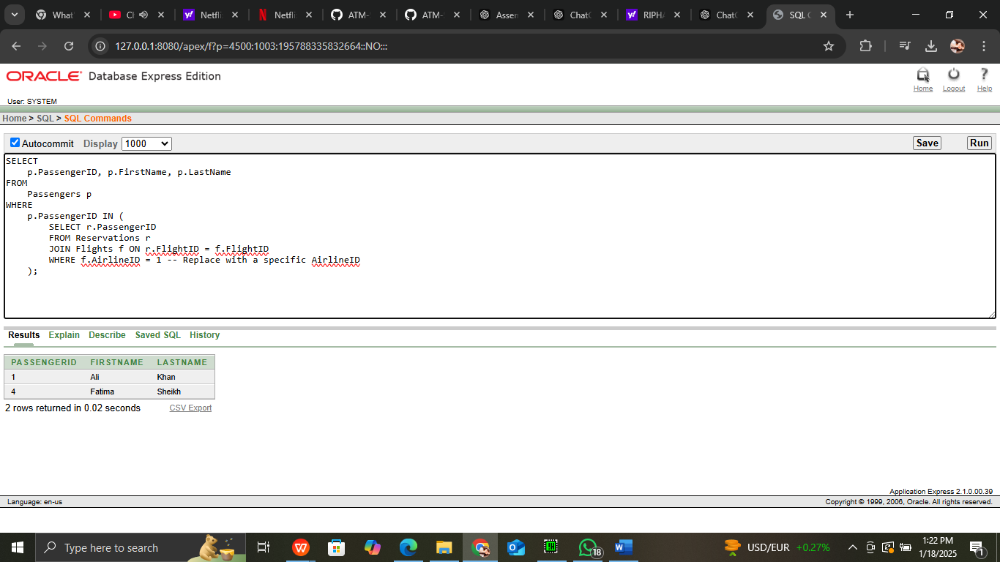 What'
Cl
Netfli
Netfli
ATM-
ATM-
Assen
Chat
RIPH
Chat
SQL C
127.0.0.1:8080/apex/f?p=4500:1003:195788335832664::NO:::
ORACLE Database Express Edition
Home Logout Help
User: SYSTEM
Home > SQL > SQL Commands
Autocommit Display 1000 Save Run
SELECT
p.PassengerID, p.FirstName, p.LastName
FROM
Passengers p
WHERE
p.PassengerID IN (
SELECT r.PassengerID
FROM Reservations r
JOIN Flights f ON r.FlightID = f.FlightID
WHERE f.AirlineID = 1 -- Replace with a specific AirlineID
);
Results Explain Describe Saved SQL History
PASSENGERID FIRSTNAME LASTNAME
1 Ali Khan
4 Fatima Sheikh
2 rows returned in 0.02 seconds CSV Export
Application Express 2.1.0.00.39
Language: en-us Copyright © 1999, 2006, Oracle. All rights reserved.
Type here to search
18
USD/EUR +0.27%
1:22 PM
1/18/2025
1